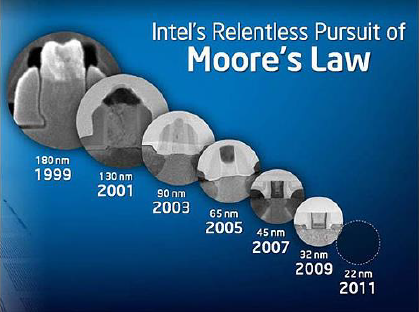 Intel's Relentless Pursuit of
Moore's Law
180 nm
1999
130 nm
2001
90 nm
2003
65 nm
2005
45 nm
2007
32 nm
2009
22 nm
2011